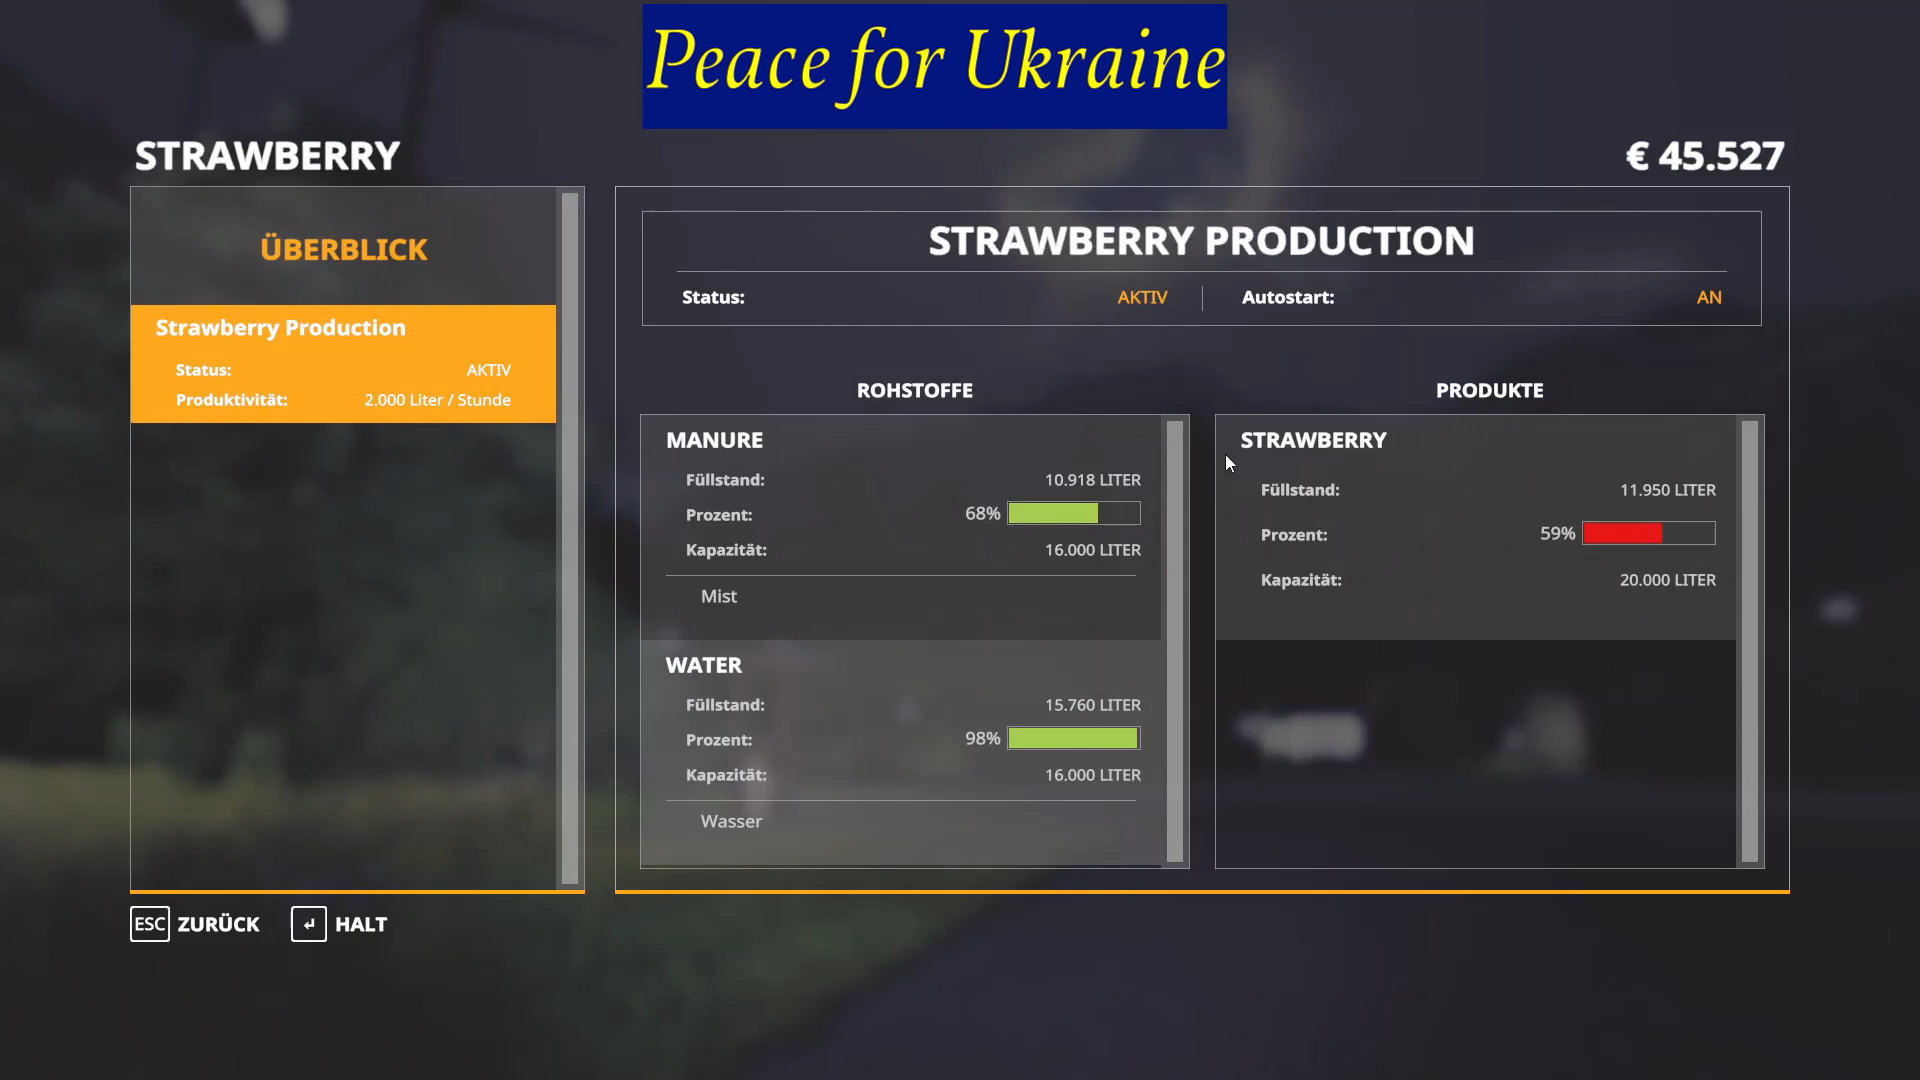 Peace for Ukraine
STRAWBERRY
€ 45.527
ÜBERBLICK
Strawberry Production
Status: AKTIV
Produktivität: 2.000 Liter / Stunde
STRAWBERRY PRODUCTION
Status: AKTIV
Autostart: AN
ROHSTOFFE
MANURE
Füllstand: 10.918 LITER
Prozent: 68%
Kapazität: 16.000 LITER
Mist
WATER
Füllstand: 15.760 LITER
Prozent: 98%
Kapazität: 16.000 LITER
Wasser
PRODUKTE
STRAWBERRY
Füllstand: 11.950 LITER
Prozent: 59%
Kapazität: 20.000 LITER
ESC ZURÜCK
↵ HALT